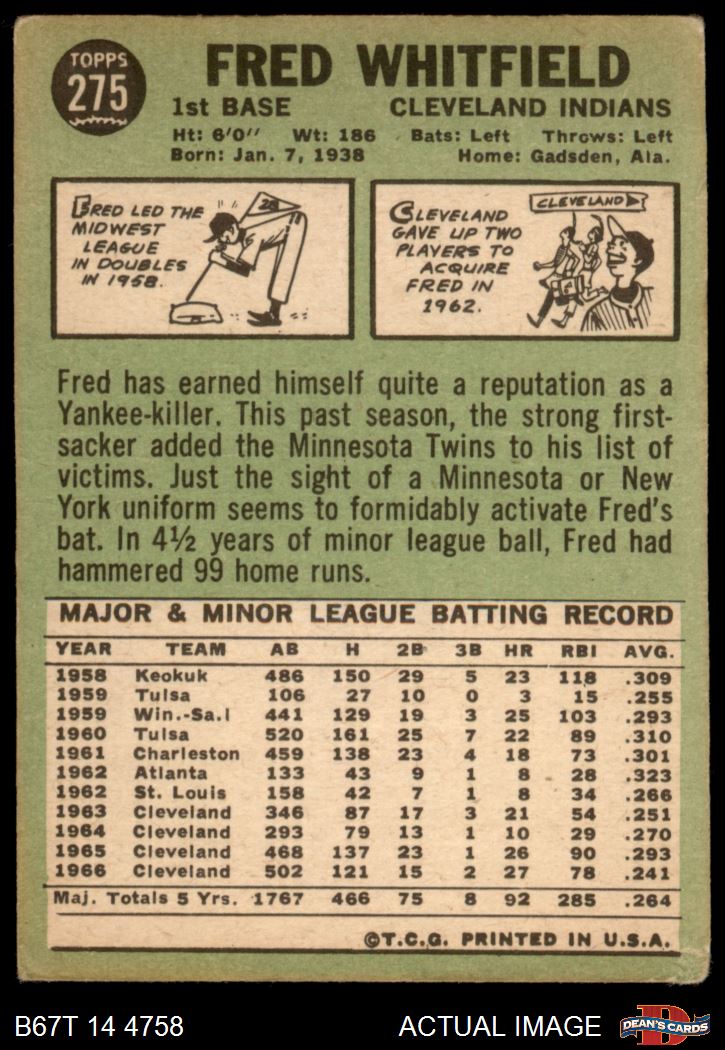 TOPPS
275
FRED WHITFIELD
1st BASE CLEVELAND INDIANS
Ht: 6'0" Wt: 186 Bats: Left Throws: Left
Born: Jan. 7, 1938 Home: Gadsden, Ala.
FRED LED THE
MIDWEST
LEAGUE
IN DOUBLES
IN 1958.
28
CLEVELAND
GAVE UP TWO
PLAYERS TO
ACQUIRE
FRED IN
1962.
CLEVELAND
Fred has earned himself quite a reputation as a
Yankee-killer. This past season, the strong first-
sacker added the Minnesota Twins to his list of
victims. Just the sight of a Minnesota or New
York uniform seems to formidably activate Fred's
bat. In 4½ years of minor league ball, Fred had
hammered 99 home runs.
MAJOR & MINOR LEAGUE BATTING RECORD
YEAR TEAM AB H 2B 3B HR RBI AVG.
1958 Keokuk 486 150 29 5 23 118 .309
1959 Tulsa 106 27 10 0 3 15 .255
1959 Win.-Sa.l 441 129 19 3 25 103 .293
1960 Tulsa 520 161 25 7 22 89 .310
1961 Charleston 459 138 23 4 18 73 .301
1962 Atlanta 133 43 9 1 8 28 .323
1962 St. Louis 158 42 7 1 8 34 .266
1963 Cleveland 346 87 17 3 21 54 .251
1964 Cleveland 293 79 13 1 10 29 .270
1965 Cleveland 468 137 23 1 26 90 .293
1966 Cleveland 502 121 15 2 27 78 .241
Maj. Totals 5 Yrs. 1767 466 75 8 92 285 .264
©T.C.G. PRINTED IN U.S.A.
B67T 14 4758 ACTUAL IMAGE DEAN'S CARDS